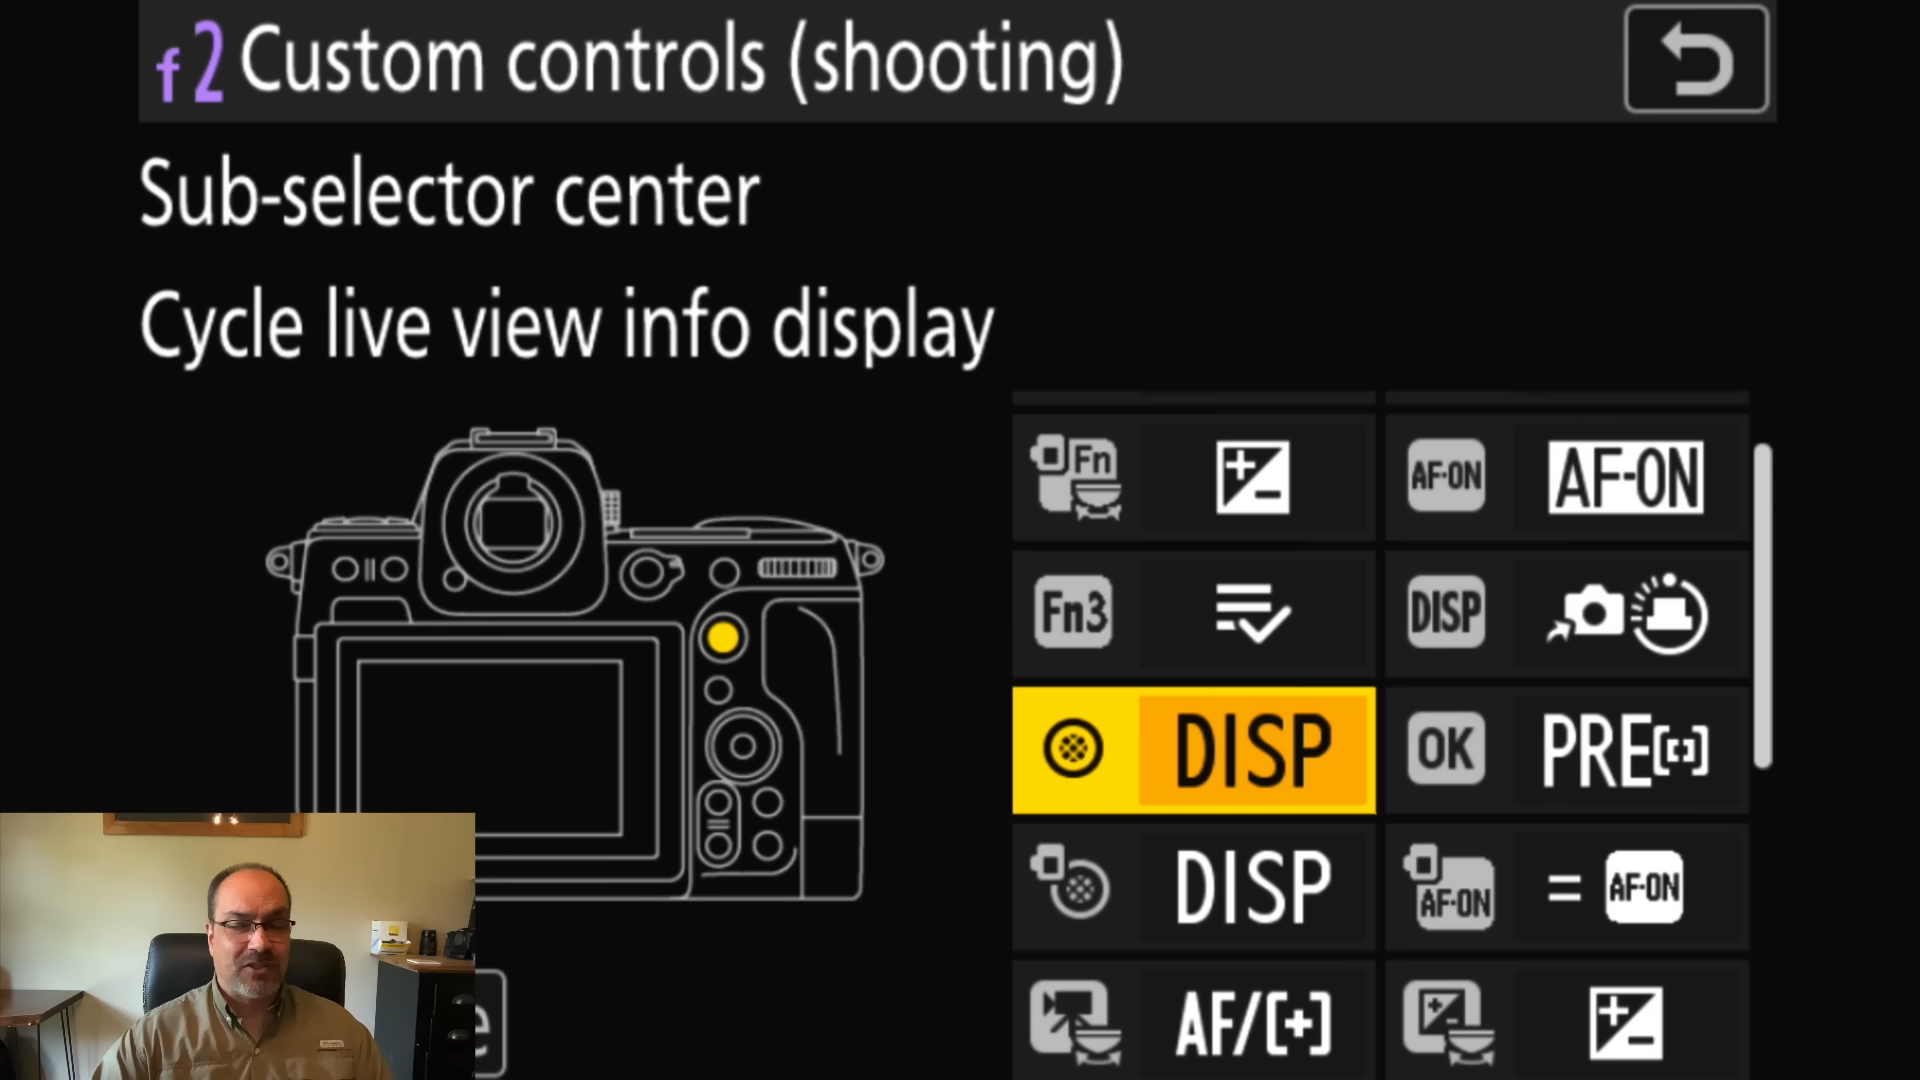 f2 Custom controls (shooting)
Sub-selector center
Cycle live view info display
Fn
AF-ON AF-ON
Fn3
DISP
DISP
OK PRE[▪]
DISP
AF-ON = AF-ON
AF/[+]